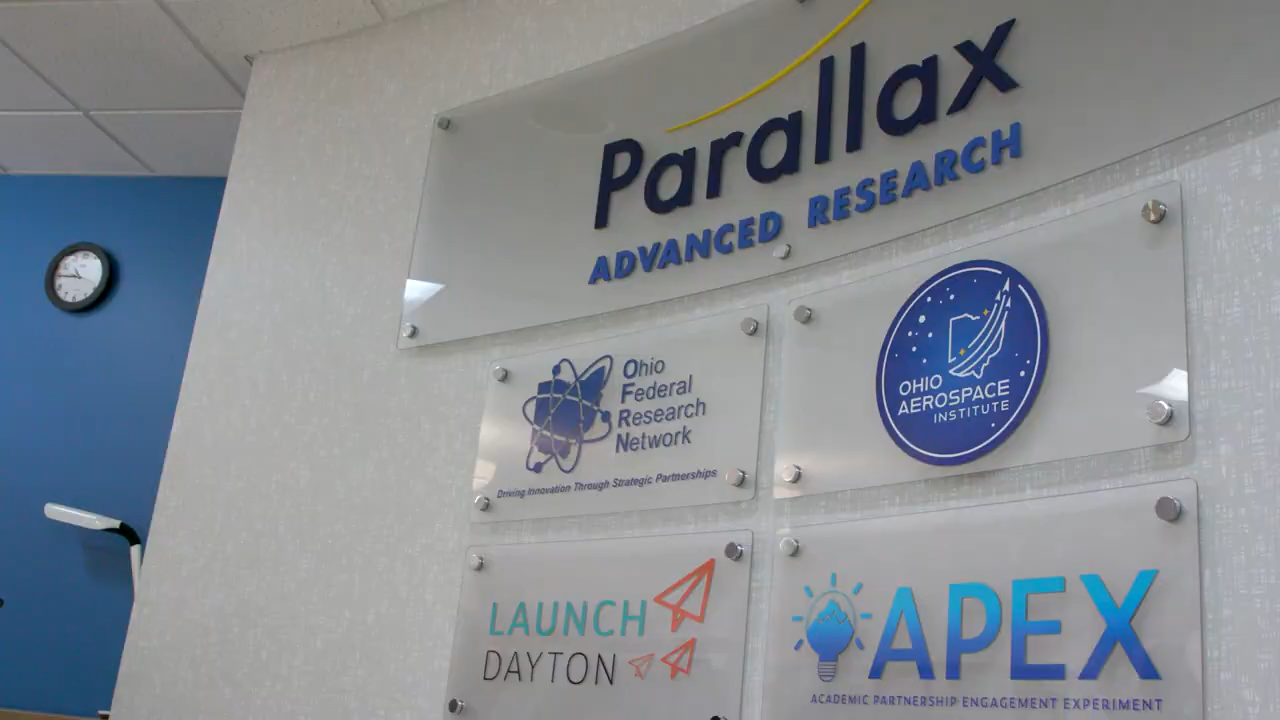 Parallax
ADVANCED RESEARCH
Ohio
Federal
Research
Network
Driving Innovation Through Strategic Partnerships
OHIO
AEROSPACE
INSTITUTE
LAUNCH
DAYTON
APEX
ACADEMIC PARTNERSHIP ENGAGEMENT EXPERIMENT